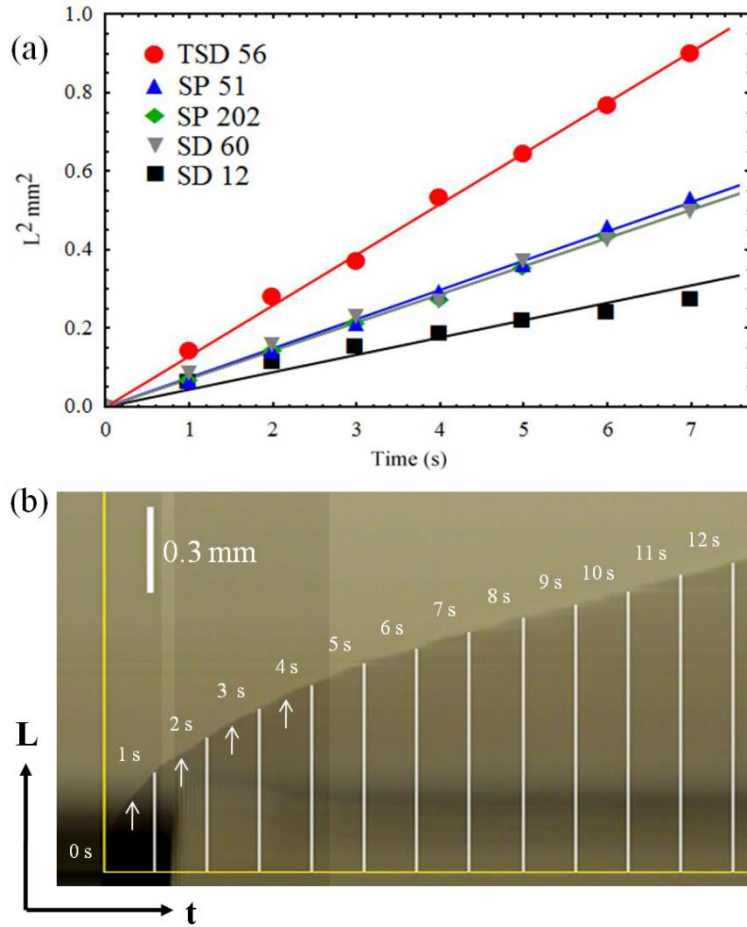 (a)
1.0
0.8
0.6
0.4
0.2
0.0
L² mm²
TSD 56
SP 51
SP 202
SD 60
SD 12
0 1 2 3 4 5 6 7
Time (s)
(b)
0.3 mm
0 s
1 s
2 s
3 s
4 s
5 s
6 s
7 s
8 s
9 s
10 s
11 s
12 s
L
t